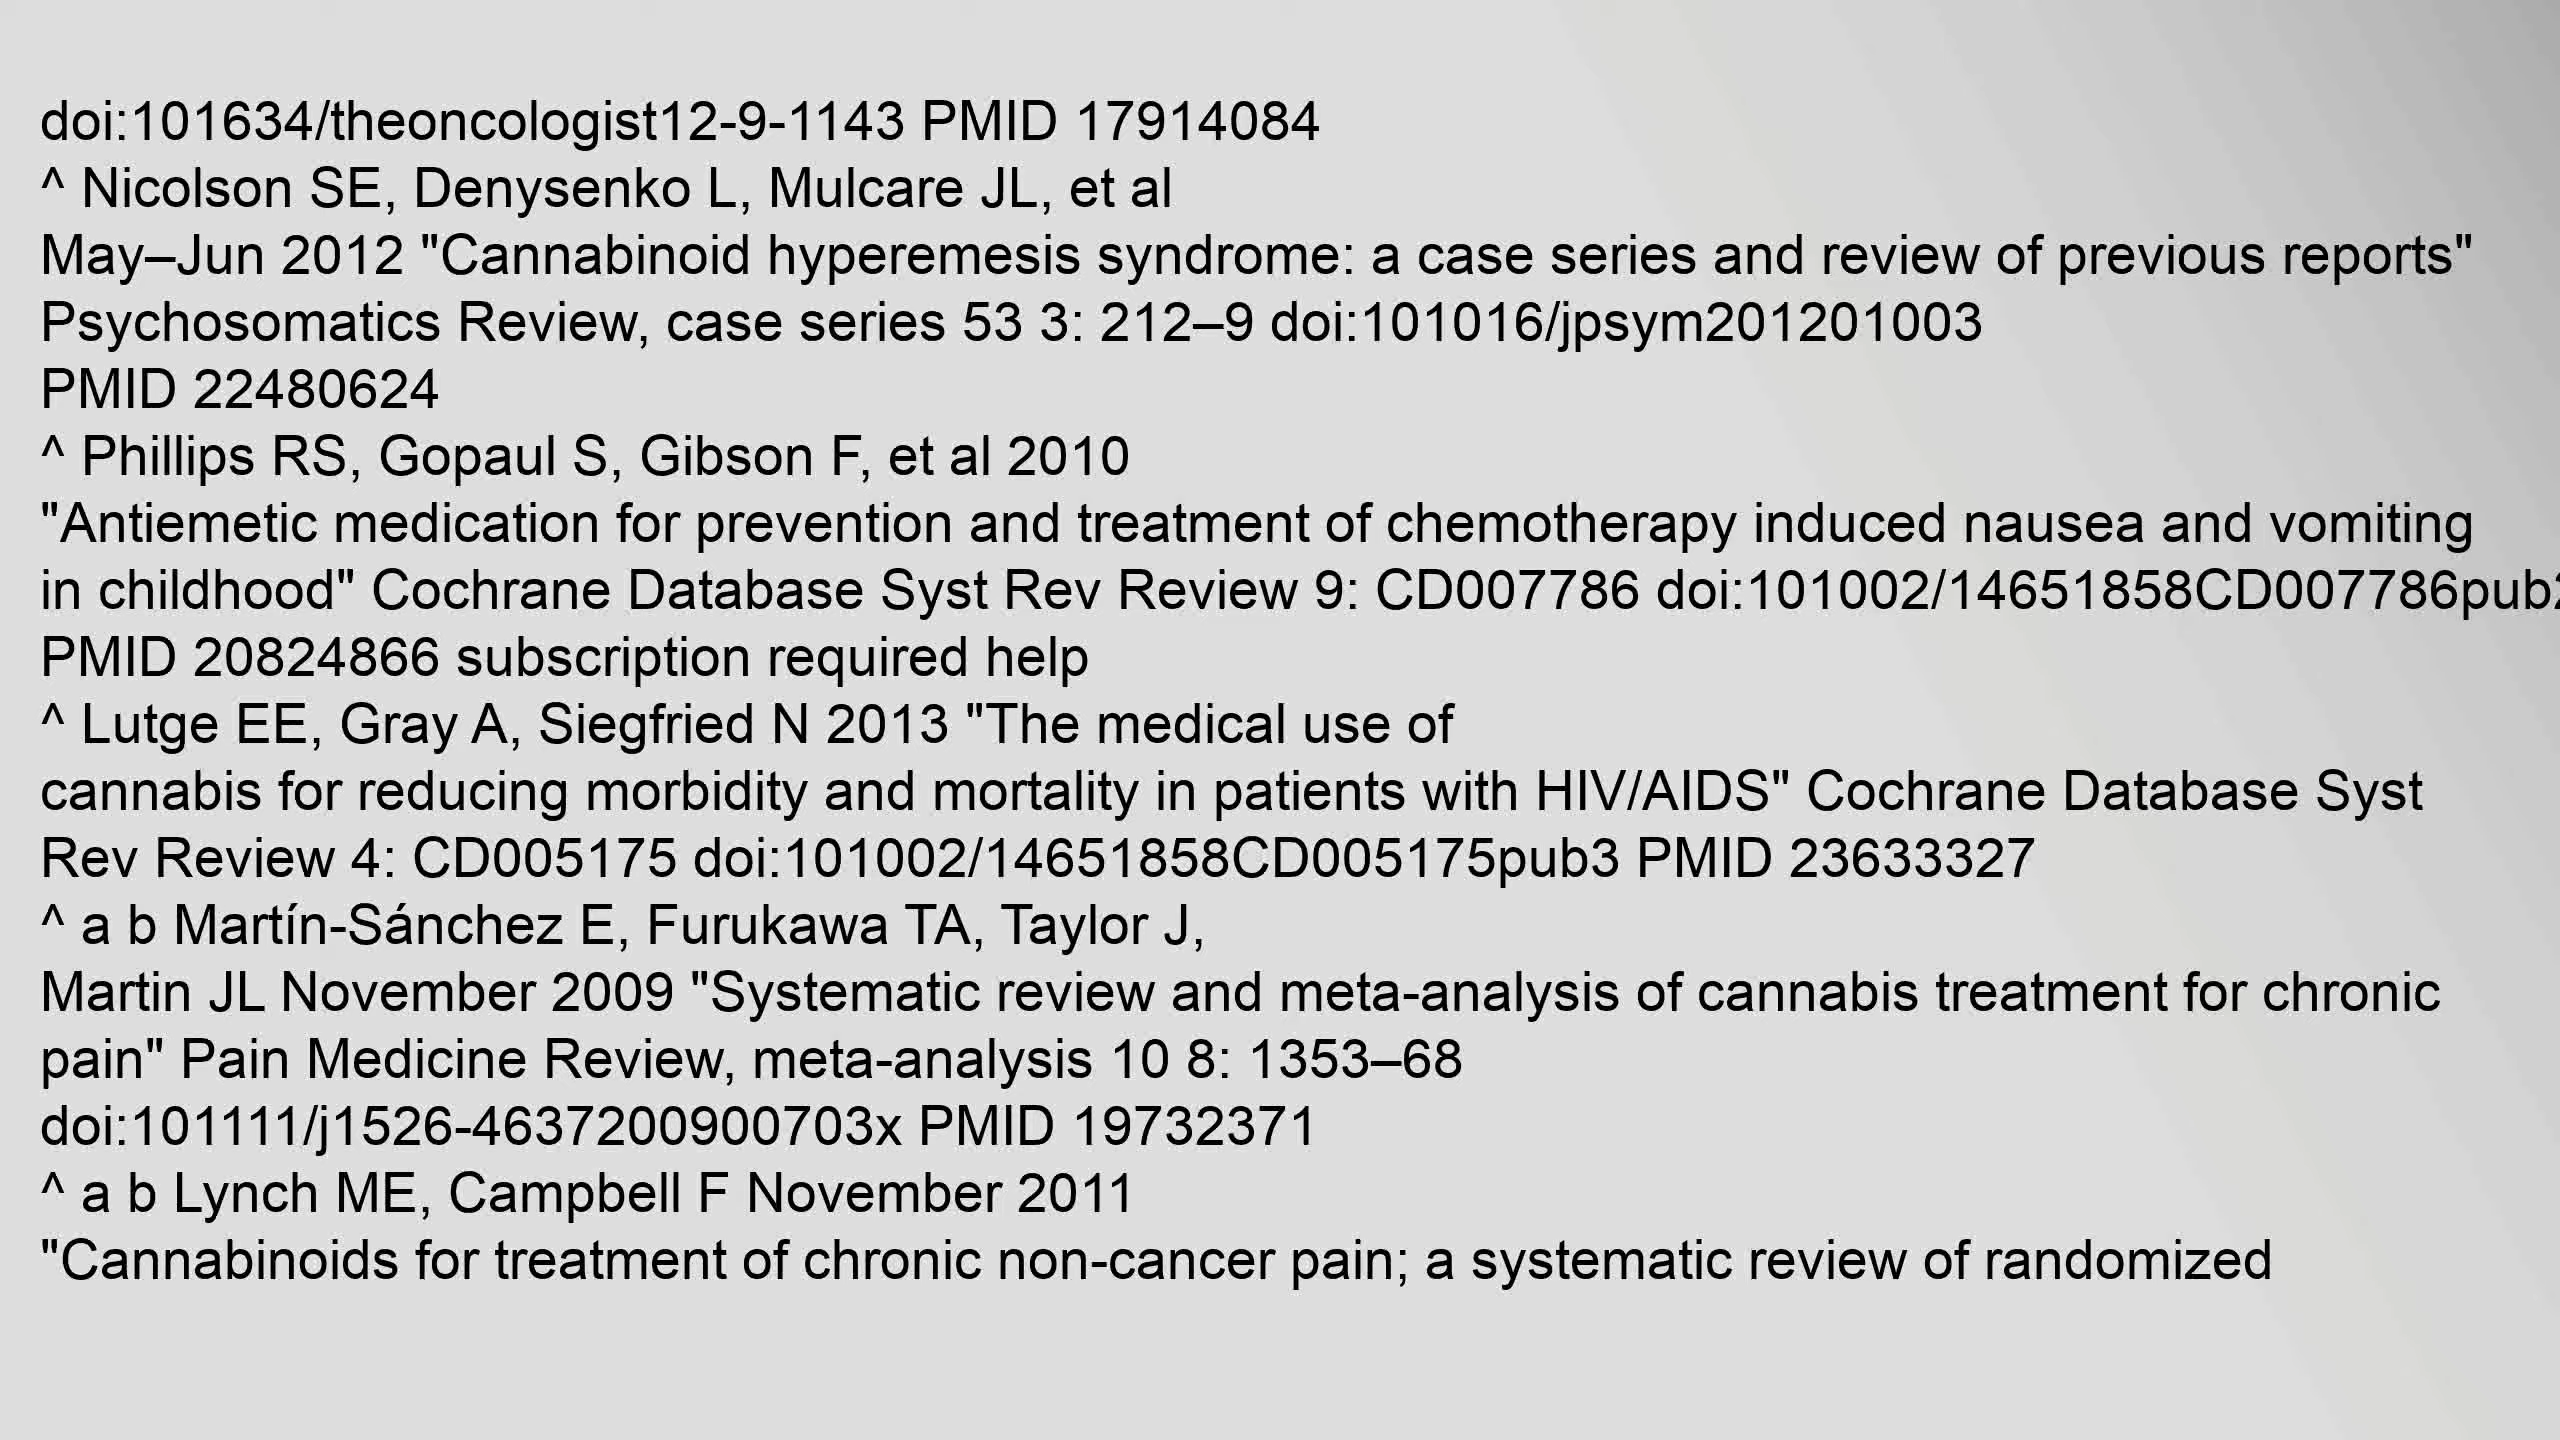 doi:101634/theoncologist12-9-1143 PMID 17914084
^ Nicolson SE, Denysenko L, Mulcare JL, et al
May–Jun 2012 "Cannabinoid hyperemesis syndrome: a case series and review of previous reports"
Psychosomatics Review, case series 53 3: 212–9 doi:101016/jpsym201201003
PMID 22480624
^ Phillips RS, Gopaul S, Gibson F, et al 2010
"Antiemetic medication for prevention and treatment of chemotherapy induced nausea and vomiting
in childhood" Cochrane Database Syst Rev Review 9: CD007786 doi:101002/14651858CD007786pub2
PMID 20824866 subscription required help
^ Lutge EE, Gray A, Siegfried N 2013 "The medical use of
cannabis for reducing morbidity and mortality in patients with HIV/AIDS" Cochrane Database Syst
Rev Review 4: CD005175 doi:101002/14651858CD005175pub3 PMID 23633327
^ a b Martín-Sánchez E, Furukawa TA, Taylor J,
Martin JL November 2009 "Systematic review and meta-analysis of cannabis treatment for chronic
pain" Pain Medicine Review, meta-analysis 10 8: 1353–68
doi:101111/j1526-4637200900703x PMID 19732371
^ a b Lynch ME, Campbell F November 2011
"Cannabinoids for treatment of chronic non-cancer pain; a systematic review of randomized